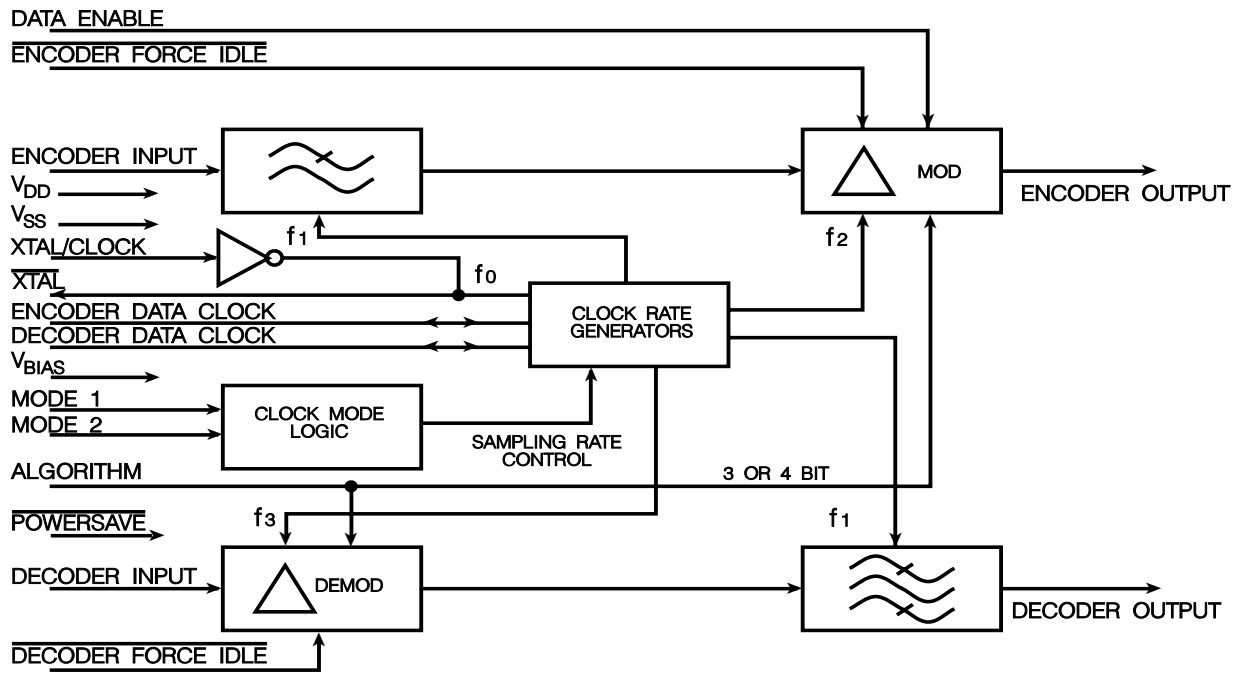 DATA ENABLE
ENCODER FORCE IDLE
ENCODER INPUT
MOD
ENCODER OUTPUT
VDD
VSS
f1
f2
XTAL/CLOCK
f0
XTAL
CLOCK RATE
GENERATORS
ENCODER DATA CLOCK
DECODER DATA CLOCK
VBIAS
MODE 1
MODE 2
CLOCK MODE
LOGIC
SAMPLING RATE
CONTROL
ALGORITHM
3 OR 4 BIT
POWERSAVE
f3
f1
DECODER INPUT
DEMOD
DECODER OUTPUT
DECODER FORCE IDLE